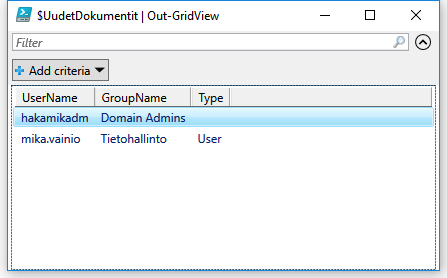 $UudetDokumentit | Out-GridView
Filter
Add criteria
UserName GroupName Type
hakamikadm Domain Admins
mika.vainio Tietohallinto User